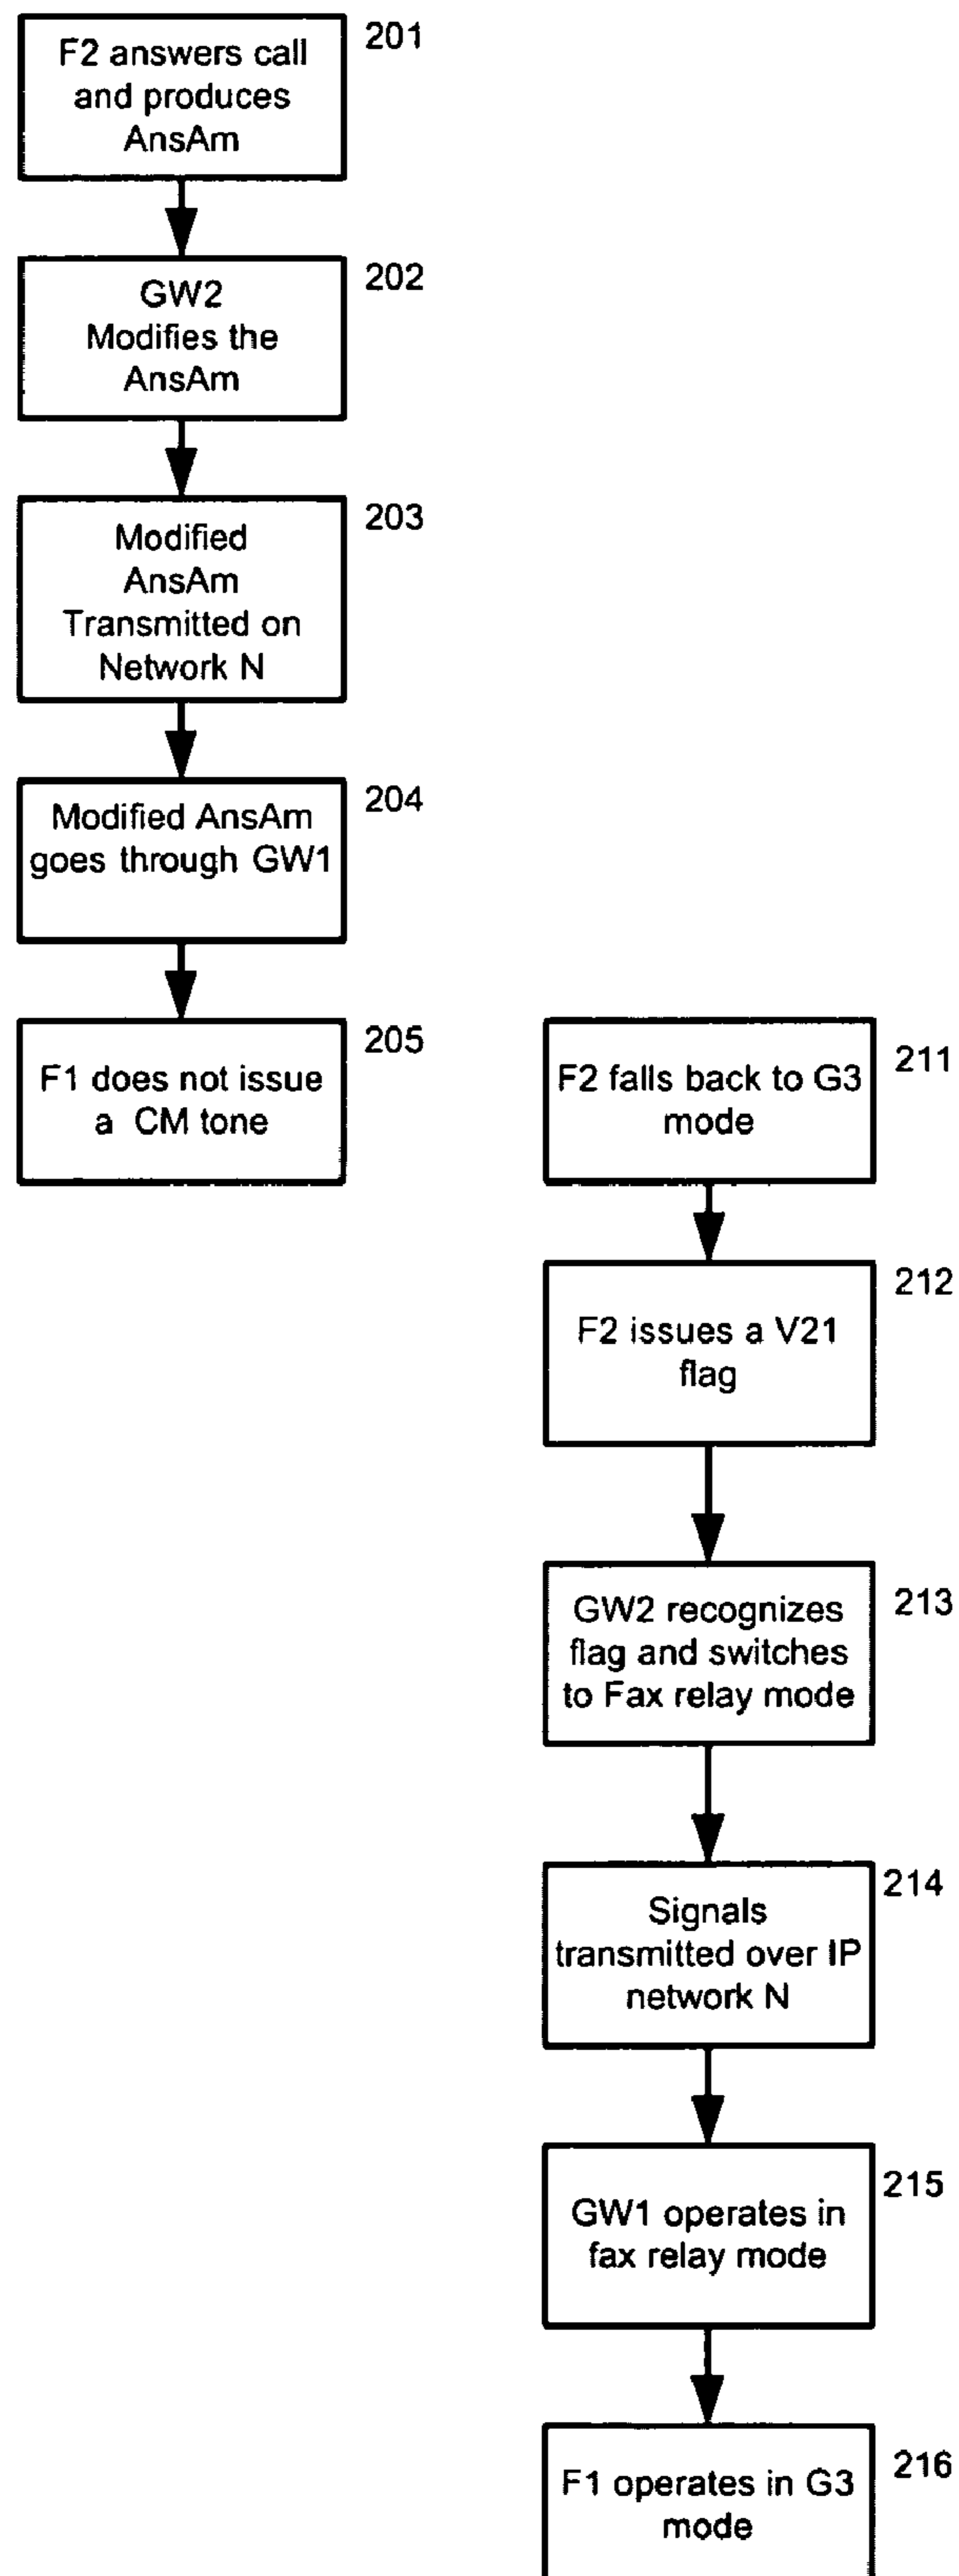 F2 answers call
and produces
AnsAm
201
GW2
Modifies the
AnsAm
202
Modified
AnsAm
Transmitted on
Network N
203
Modified AnsAm
goes through GW1
204
F1 does not issue
a CM tone
205
F2 falls back to G3
mode
211
F2 issues a V21
flag
212
GW2 recognizes
flag and switches
to Fax relay mode
213
Signals
transmitted over IP
network N
214
GW1 operates in
fax relay mode
215
F1 operates in G3
mode
216